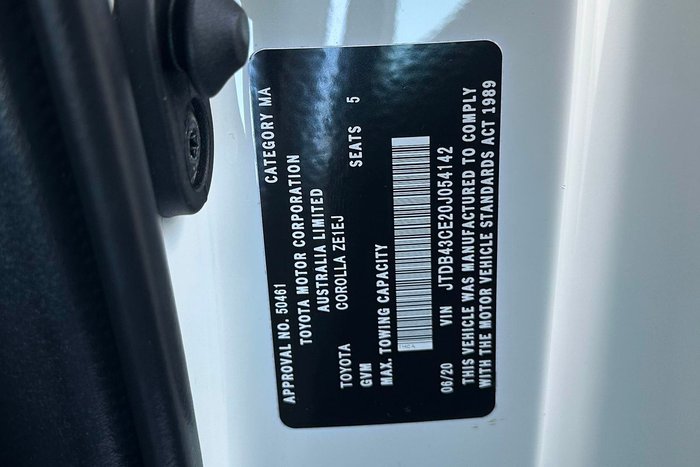 APPROVAL NO. 50461 CATEGORY MA
TOYOTA MOTOR CORPORATION
AUSTRALIA LIMITED
TOYOTA COROLLA ZE1EJ
GVM SEATS 5
MAX. TOWING CAPACITY
06/20 VIN JTDB43CE20J054142
THIS VEHICLE WAS MANUFACTURED TO COMPLY
WITH THE MOTOR VEHICLE STANDARDS ACT 1989